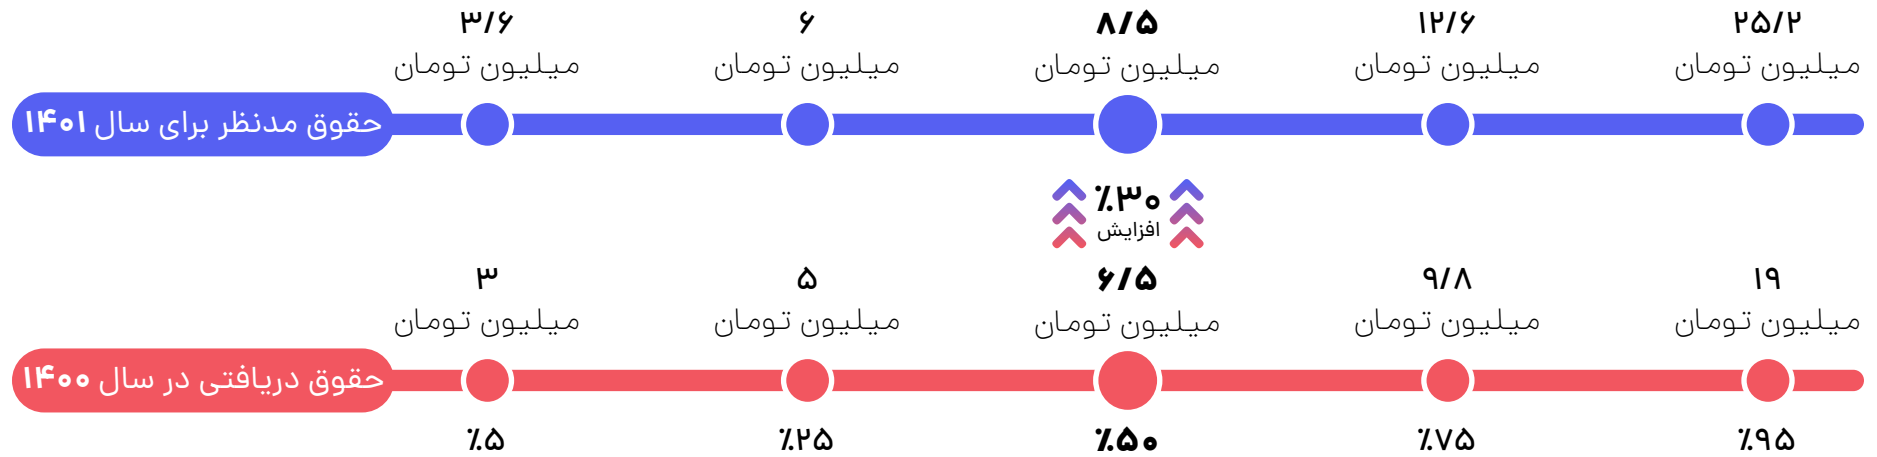 ۳/۶
میلیون تومان
۶
میلیون تومان
۸/۵
میلیون تومان
۱۲/۶
میلیون تومان
۲۵/۲
میلیون تومان
حقوق مدنظر برای سال ۱۴۰۱
٪۳۰
افزایش
۳
میلیون تومان
۵
میلیون تومان
۶/۵
میلیون تومان
۹/۸
میلیون تومان
۱۹
میلیون تومان
حقوق دریافتی در سال ۱۴۰۰
٪۵
٪۲۵
٪۵۰
٪۷۵
٪۹۵